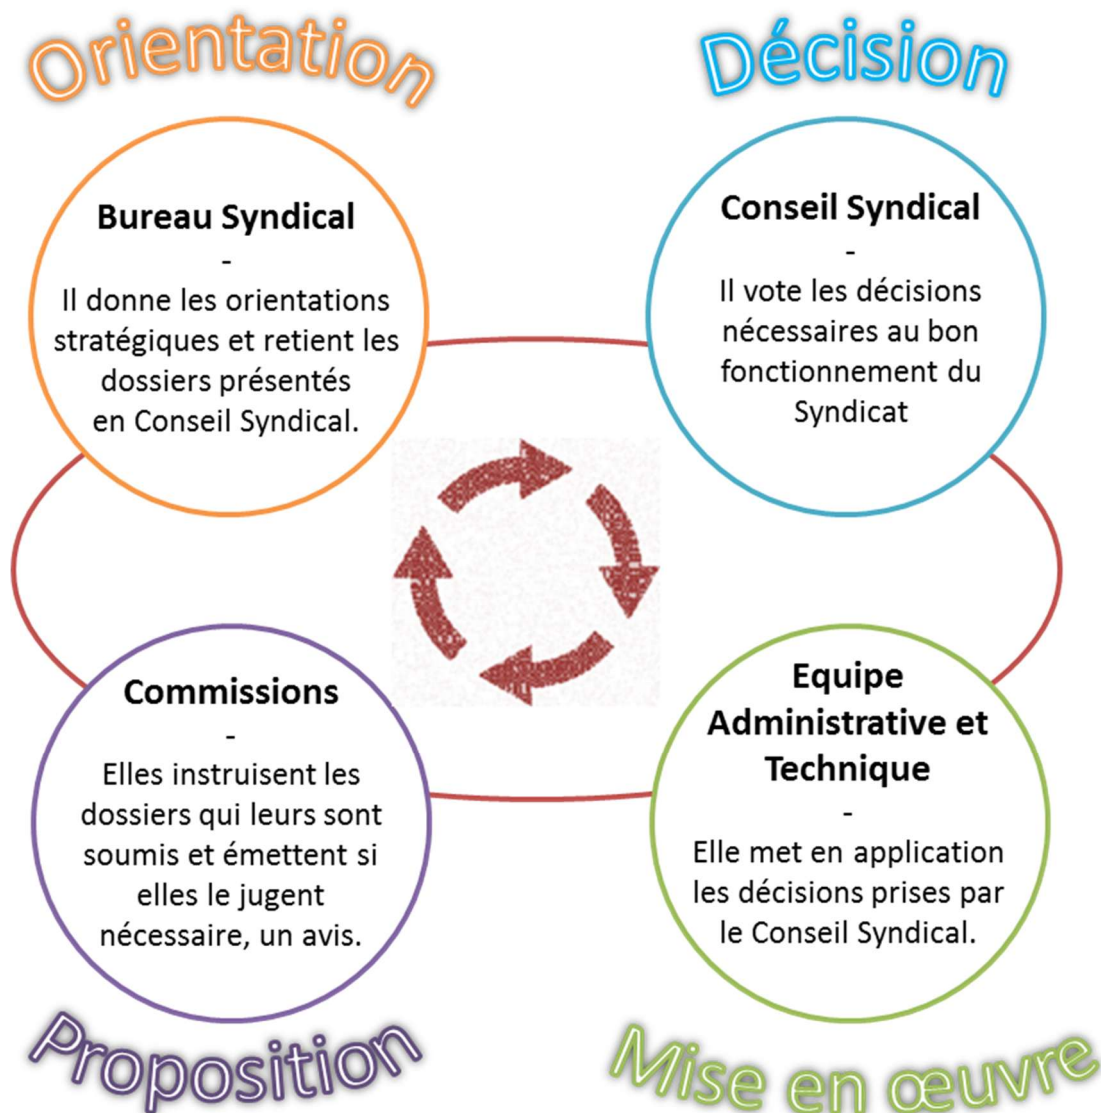 Orientation
Bureau Syndical
-
Il donne les orientations
stratégiques et retient les
dossiers présentés
en Conseil Syndical.
Décision
Conseil Syndical
-
Il vote les décisions
nécessaires au bon
fonctionnement du
Syndicat
Commissions
-
Elles instruisent les
dossiers qui leurs sont
soumis et émettent si
elles le jugent
nécessaire, un avis.
Proposition
Equipe
Administrative et
Technique
-
Elle met en application
les décisions prises par
le Conseil Syndical.
Mise en œuvre